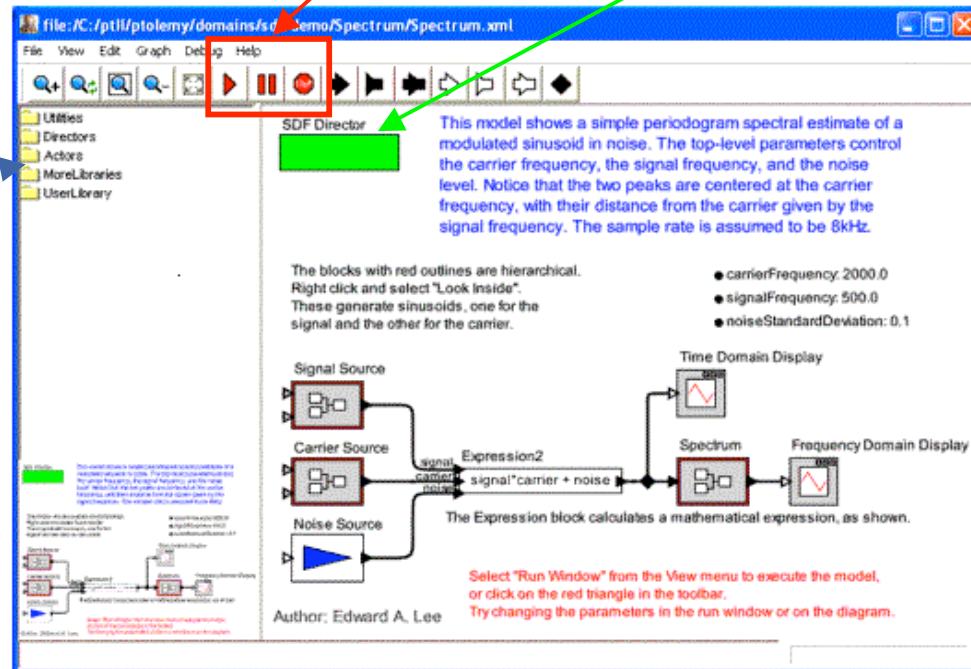 file:/C:/ptII/ptolemy/domains/sdf/demo/Spectrum/Spectrum.xml
File View Edit Graph Debug Help
Utilities
Directors
Actors
MoreLibraries
UserLibrary
SDF Director
This model shows a simple periodogram spectral estimate of a
modulated sinusoid in noise. The top-level parameters control
the carrier frequency, the signal frequency, and the noise
level. Notice that the two peaks are centered at the carrier
frequency, with their distance from the carrier given by the
signal frequency. The sample rate is assumed to be 8kHz.
The blocks with red outlines are hierarchical.
Right click and select "Look Inside".
These generate sinusoids, one for the
signal and the other for the carrier.
carrierFrequency: 2000.0
signalFrequency: 500.0
noiseStandardDeviation: 0.1
Time Domain Display
Signal Source
Carrier Source
Expression2
Spectrum
Frequency Domain Display
signal
carrier
noise
signal*carrier + noise
Noise Source
The Expression block calculates a mathematical expression, as shown.
Select "Run Window" from the View menu to execute the model,
or click on the red triangle in the toolbar.
Try changing the parameters in the run window or on the diagram.
Author: Edward A. Lee